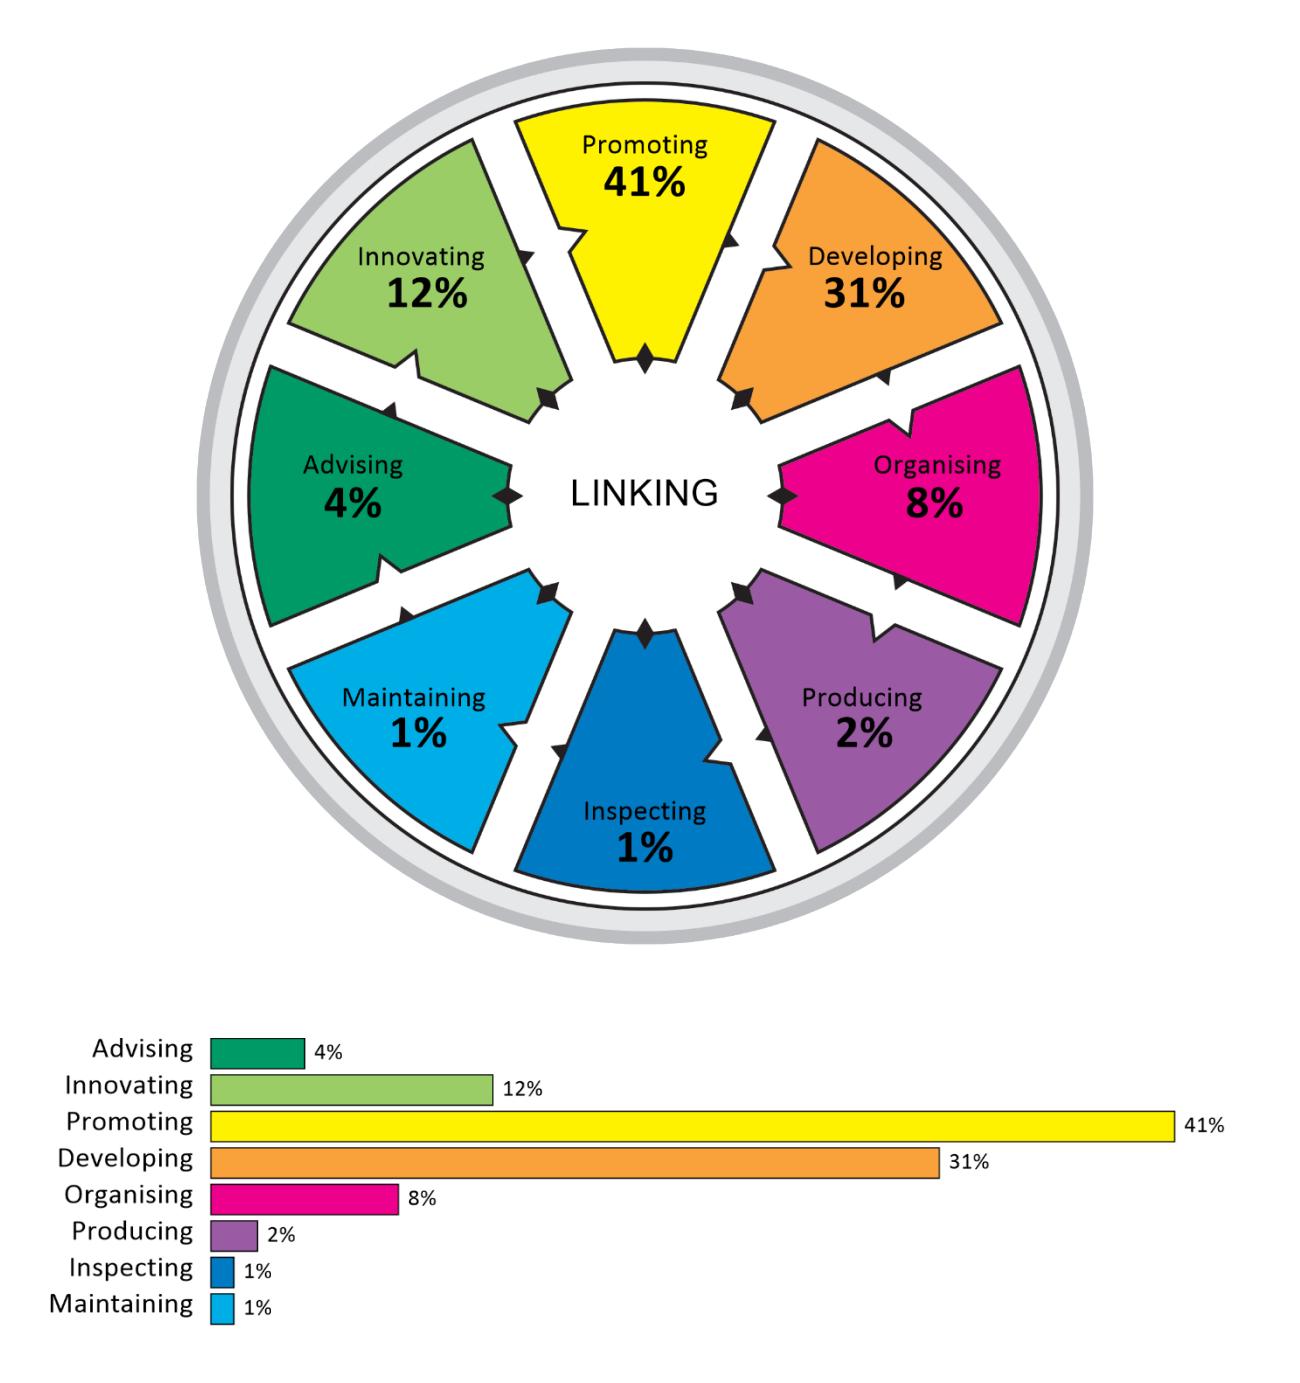 Promoting
41%
Innovating
12%
Developing
31%
Advising
4%
LINKING
Organising
8%
Maintaining
1%
Producing
2%
Inspecting
1%
Advising 4%
Innovating 12%
Promoting 41%
Developing 31%
Organising 8%
Producing 2%
Inspecting 1%
Maintaining 1%